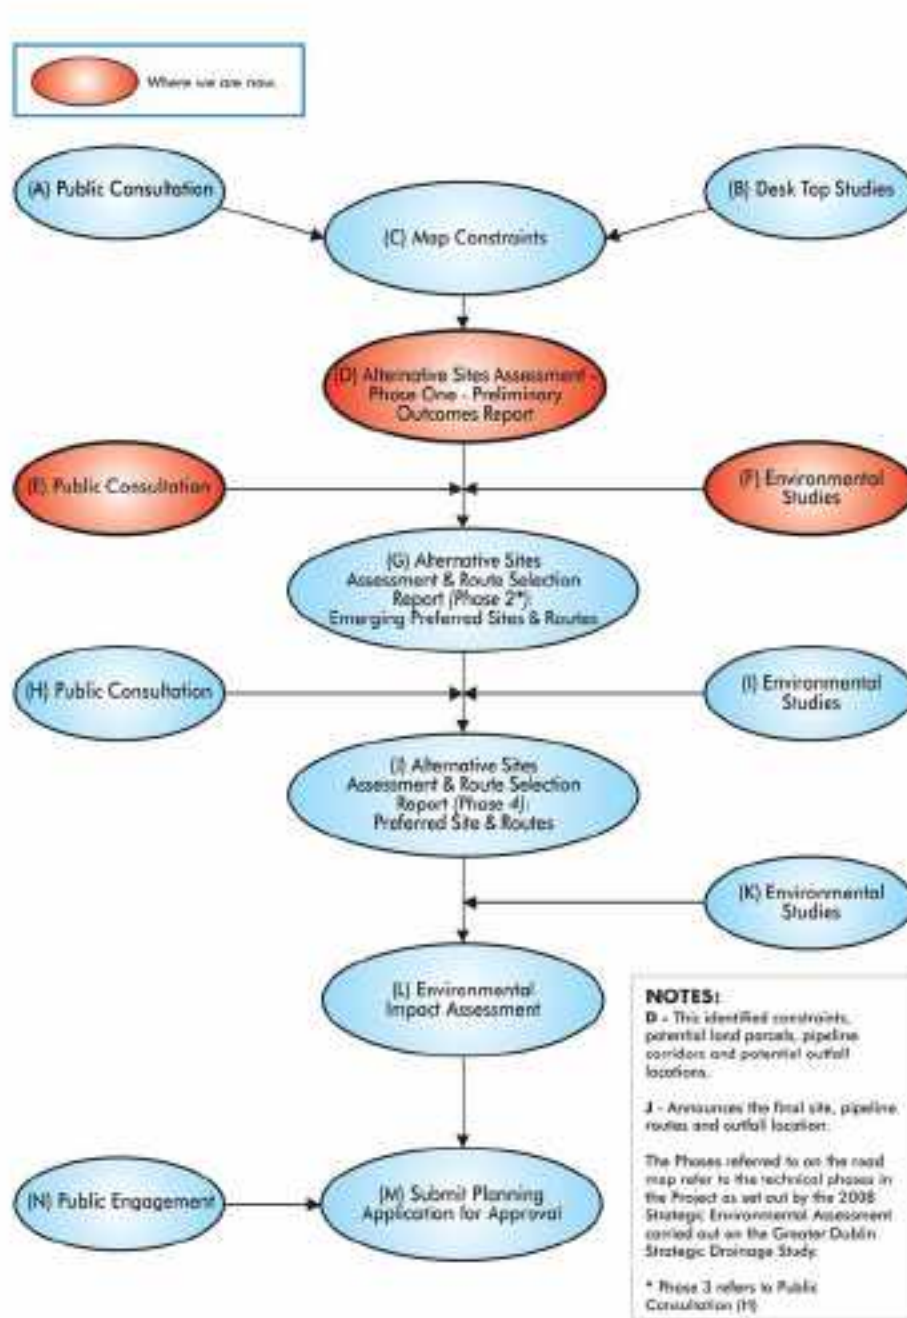 Where we are now.
(A) Public Consultation
(B) Desk Top Studies
(C) Map Constraints
(D) Alternative Sites Assessment -
Phase One - Preliminary
Outcomes Report
(E) Public Consultation
(F) Environmental
Studies
(G) Alternative Sites
Assessment & Route Selection
Report (Phase 2*):
Emerging Preferred Sites & Routes
(H) Public Consultation
(I) Environmental
Studies
(J) Alternative Sites
Assessment & Route Selection
Report (Phase 4):
Preferred Site & Routes
(K) Environmental
Studies
(L) Environmental
Impact Assessment
(N) Public Engagement
(M) Submit Planning
Application for Approval
NOTES:
D - This identified constraints,
potential land parcels, pipeline
corridors and potential outfall
locations.
J - Announces the final site, pipeline
routes and outfall location.
The Phases referred to on the road
map refer to the technical phases in
the Project as set out by the 2008
Strategic Environmental Assessment
carried out on the Greater Dublin
Strategic Drainage Study.
* Phase 3 refers to Public
Consultation (H)